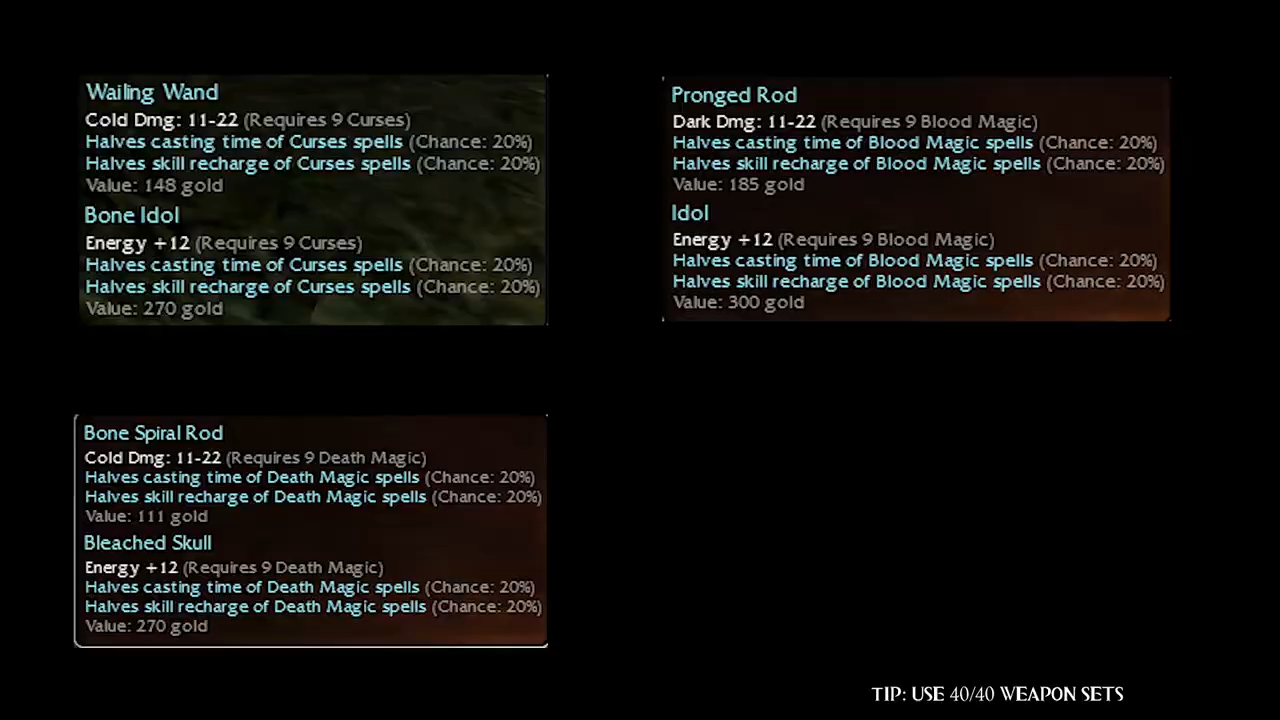 Wailing Wand
Cold Dmg: 11-22 (Requires 9 Curses)
Halves casting time of Curses spells (Chance: 20%)
Halves skill recharge of Curses spells (Chance: 20%)
Value: 148 gold
Bone Idol
Energy +12 (Requires 9 Curses)
Halves casting time of Curses spells (Chance: 20%)
Halves skill recharge of Curses spells (Chance: 20%)
Value: 270 gold
Pronged Rod
Dark Dmg: 11-22 (Requires 9 Blood Magic)
Halves casting time of Blood Magic spells (Chance: 20%)
Halves skill recharge of Blood Magic spells (Chance: 20%)
Value: 185 gold
Idol
Energy +12 (Requires 9 Blood Magic)
Halves casting time of Blood Magic spells (Chance: 20%)
Halves skill recharge of Blood Magic spells (Chance: 20%)
Value: 300 gold
Bone Spiral Rod
Cold Dmg: 11-22 (Requires 9 Death Magic)
Halves casting time of Death Magic spells (Chance: 20%)
Halves skill recharge of Death Magic spells (Chance: 20%)
Value: 111 gold
Bleached Skull
Energy +12 (Requires 9 Death Magic)
Halves casting time of Death Magic spells (Chance: 20%)
Halves skill recharge of Death Magic spells (Chance: 20%)
Value: 270 gold
TIP: USE 40/40 WEAPON SETS